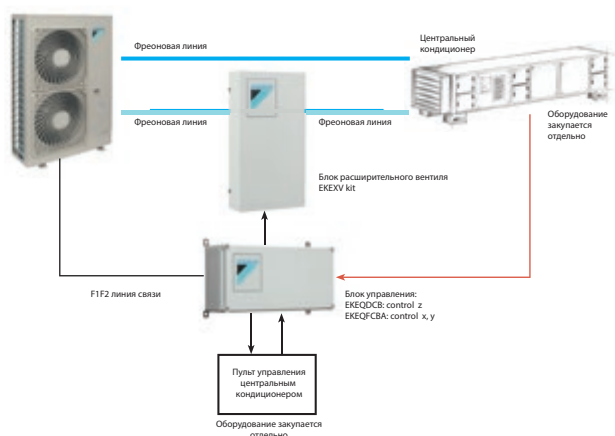 Фреоновая линия
Центральный
кондиционер
Фреоновая линия
Фреоновая линия
Оборудование
закупается
отдельно
Блок расширительного вентиля
EKEXV kit
F1F2 линия связи
Блок управления:
EKEQDCB: control z
EKEQFCBA: control x, y
Пульт управления
центральным
кондиционером
Оборудование закупается
отдельно